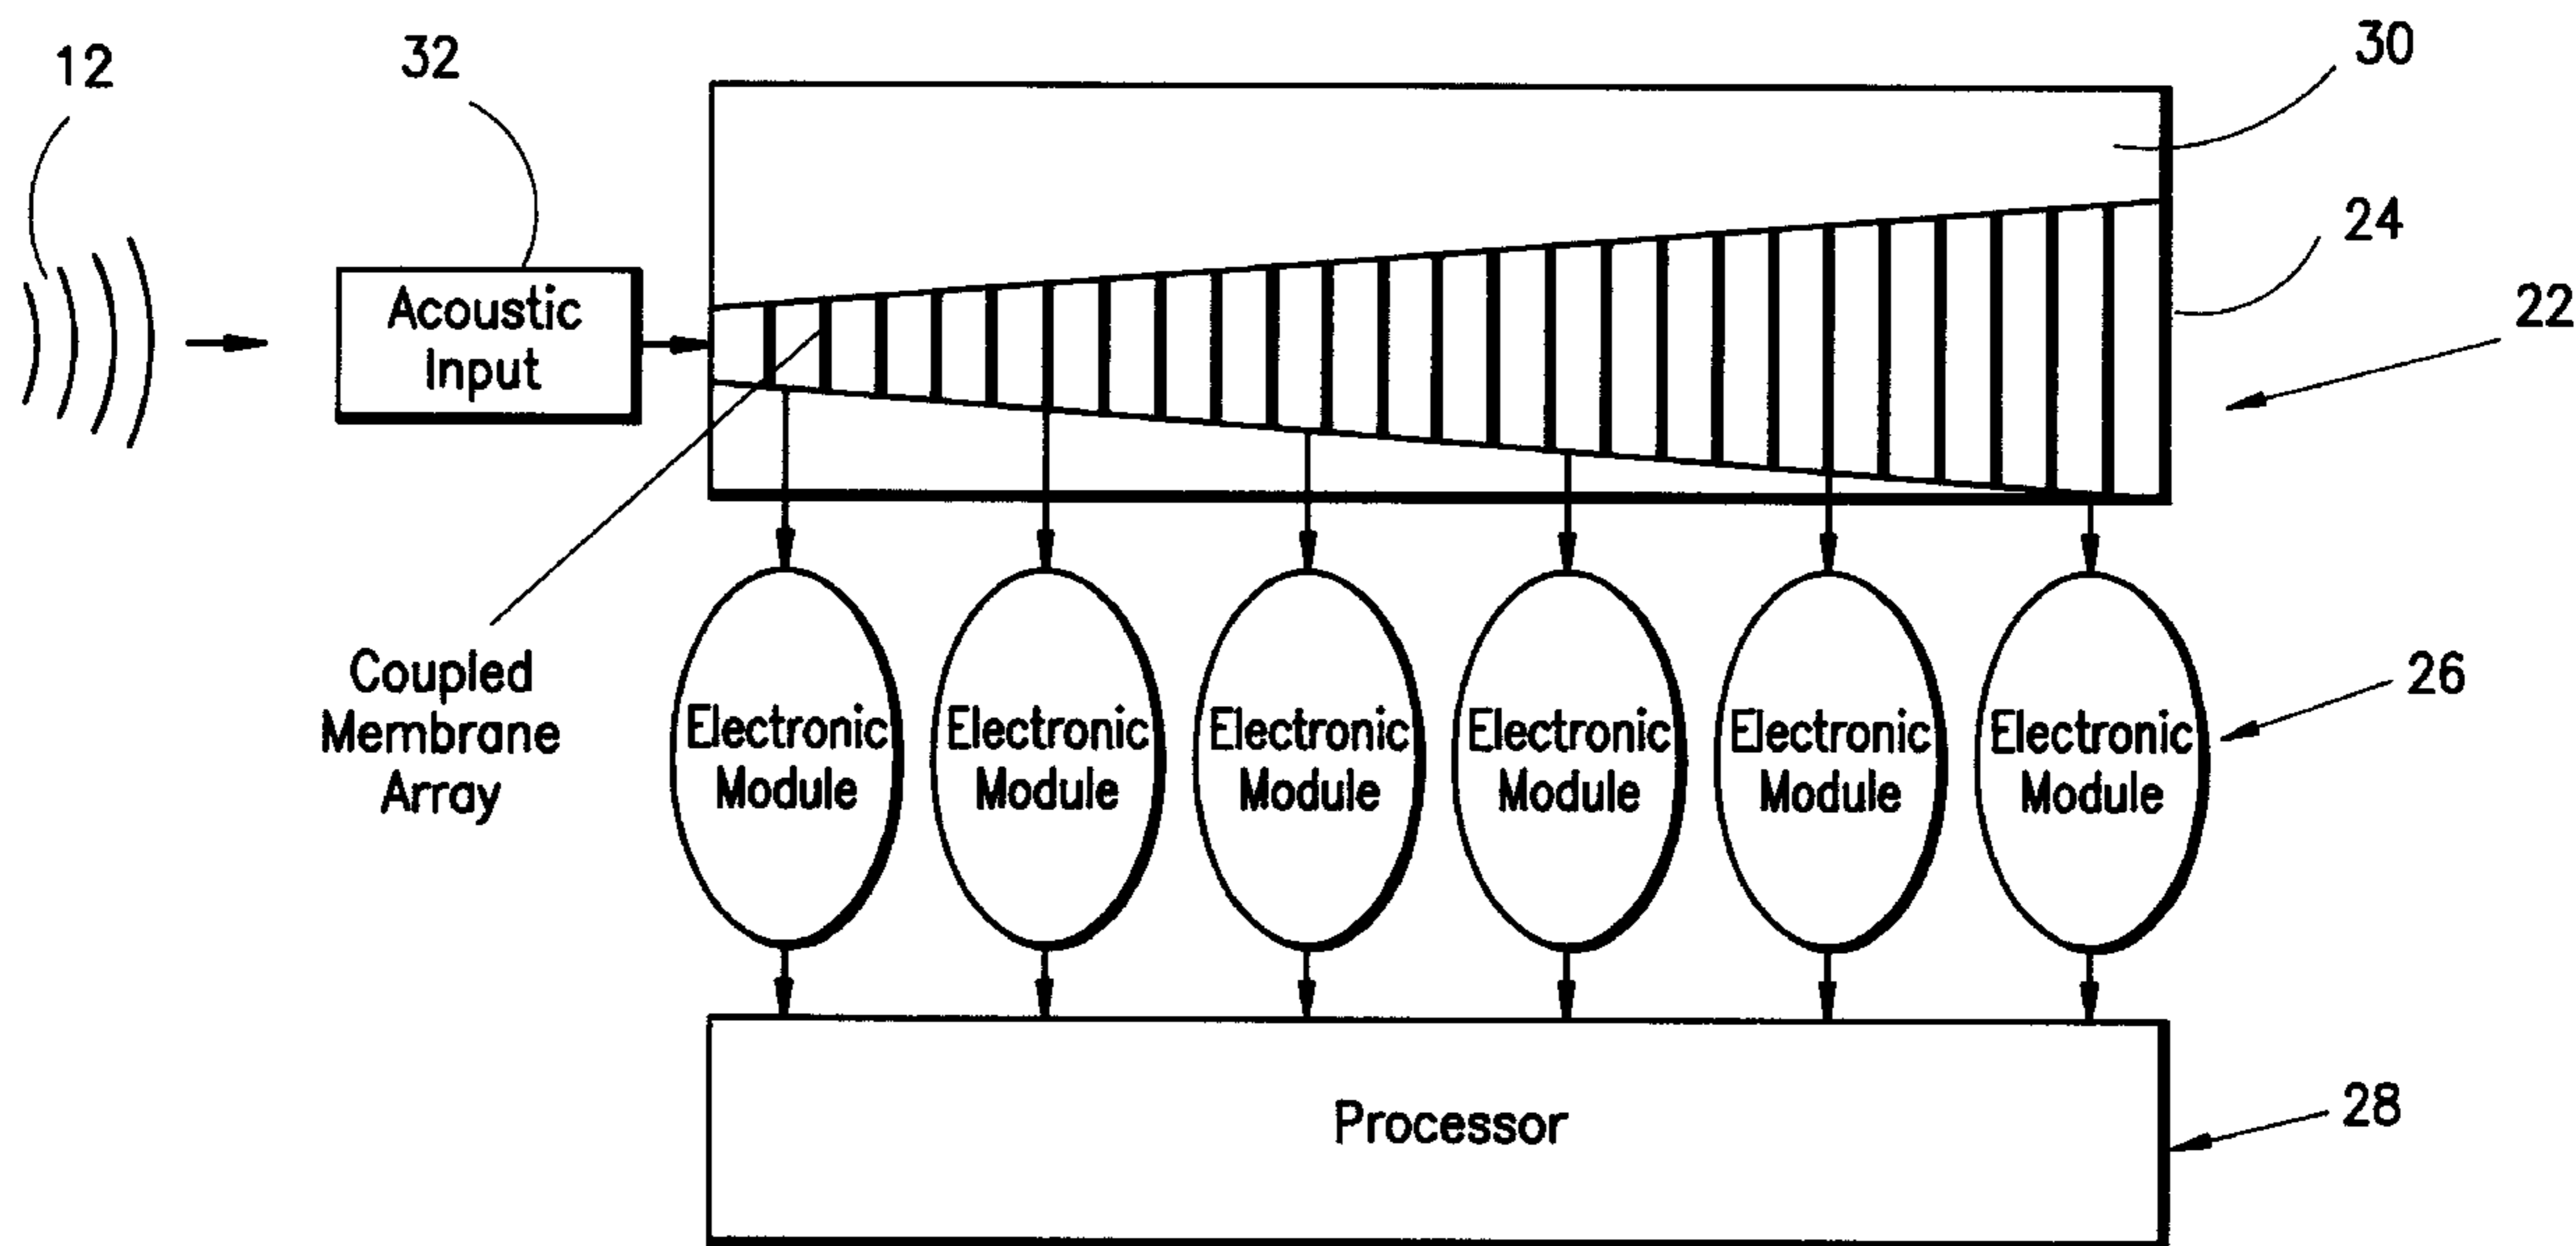 12
32
30
24
22
Acoustic
Input
Coupled
Membrane
Array
Electronic
Module
Electronic
Module
Electronic
Module
Electronic
Module
Electronic
Module
Electronic
Module
26
Processor
28